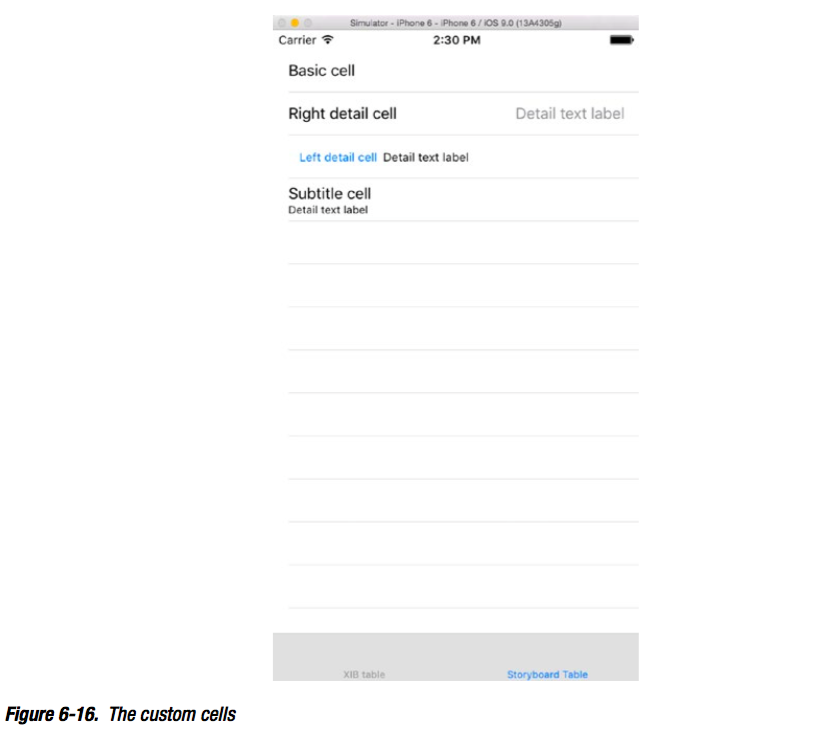 Simulator - iPhone 6 - iPhone 6 / iOS 9.0 (13A4305g)
Carrier 2:30 PM
Basic cell
Right detail cell Detail text label
Left detail cell Detail text label
Subtitle cell
Detail text label
XIB table Storyboard Table
Figure 6-16. The custom cells